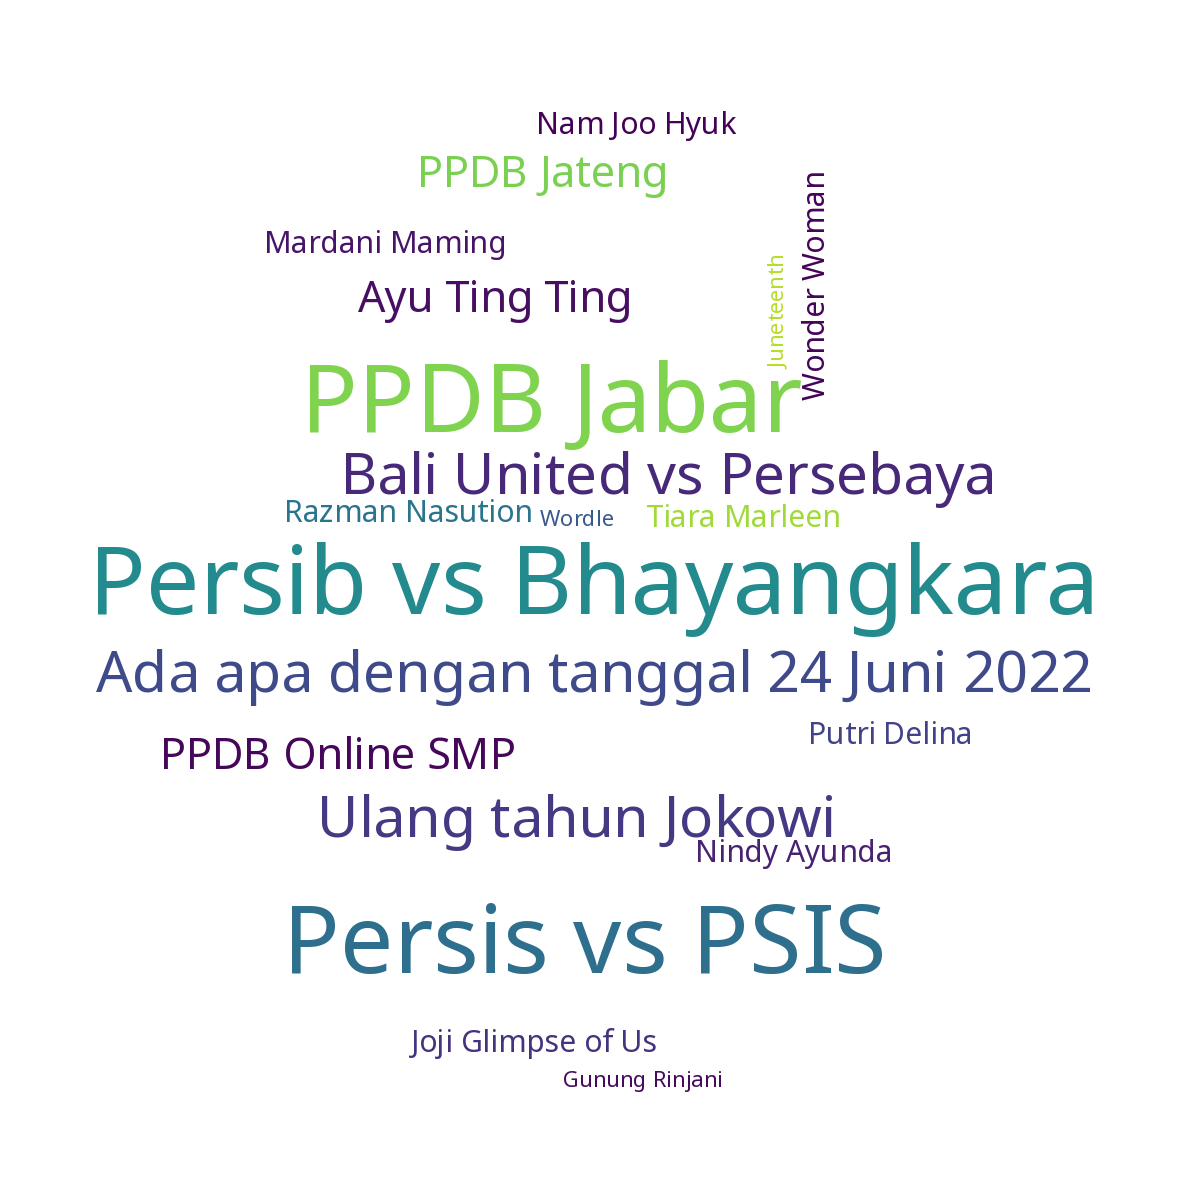 Nam Joo Hyuk
PPDB Jateng
Wonder Woman
Mardani Maming
Juneteenth
Ayu Ting Ting
PPDB Jabar
Bali United vs Persebaya
Razman Nasution
Wordle
Tiara Marleen
Persib vs Bhayangkara
Ada apa dengan tanggal 24 Juni 2022
Putri Delina
PPDB Online SMP
Ulang tahun Jokowi
Nindy Ayunda
Persis vs PSIS
Joji Glimpse of Us
Gunung Rinjani